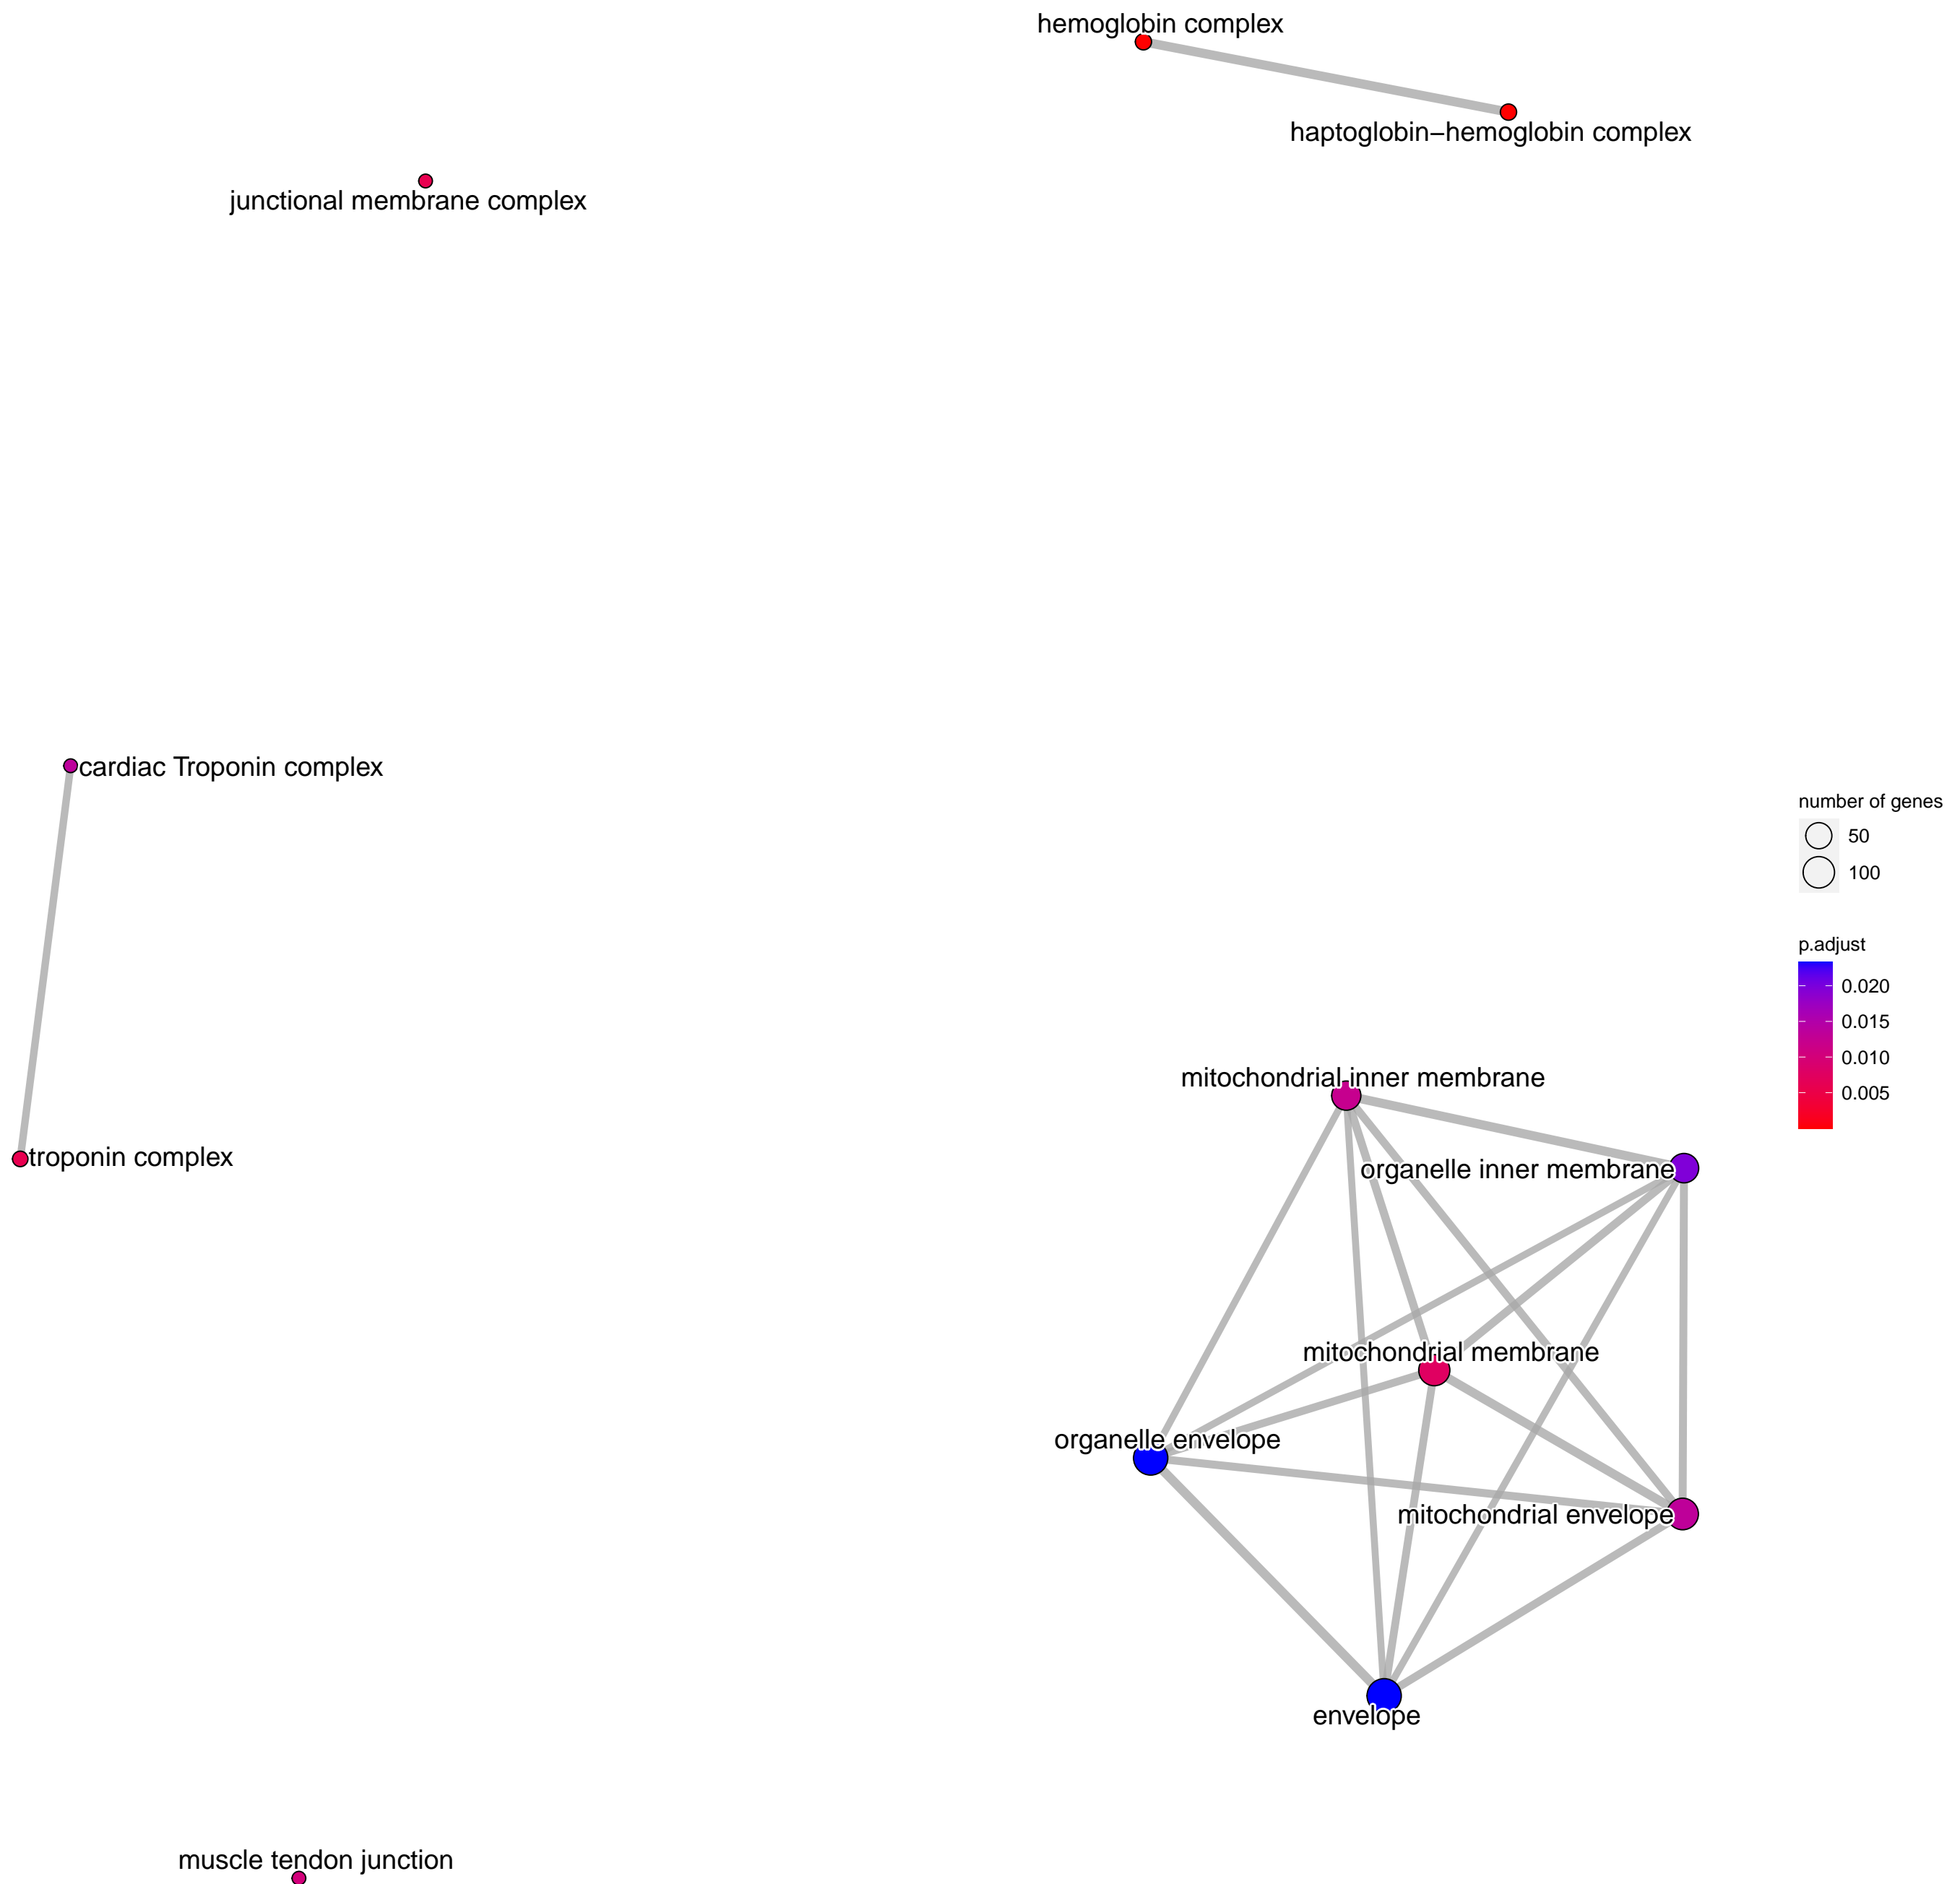 hemoglobin complex
haptoglobin−hemoglobin complex
junctional membrane complex
cardiac Troponin complex
number of genes
50
100
p.adjust
0.020
0.015
0.010
0.005
mitochondrial inner membrane
troponin complex
organelle inner membrane
mitochondrial membrane
organelle envelope
mitochondrial envelope
envelope
muscle tendon junction